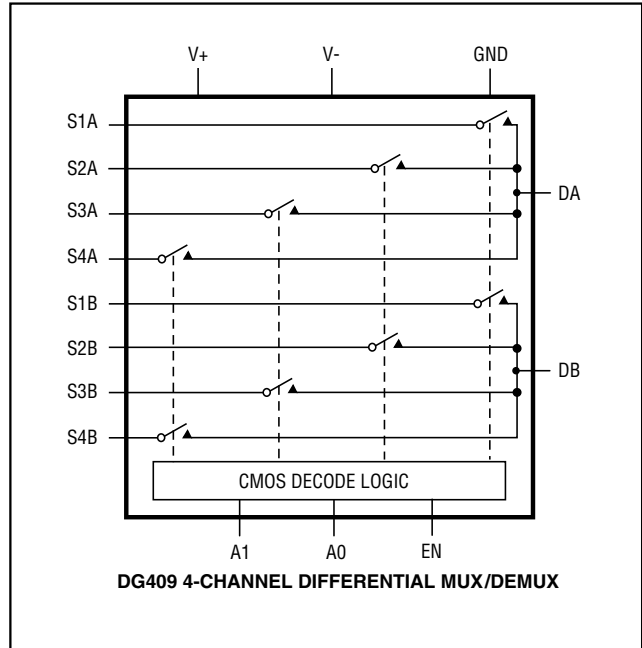 V+ V- GND
S1A
S2A
DA
S3A
S4A
S1B
S2B
DB
S3B
S4B
CMOS DECODE LOGIC
A1 A0 EN
DG409 4-CHANNEL DIFFERENTIAL MUX/DEMUX